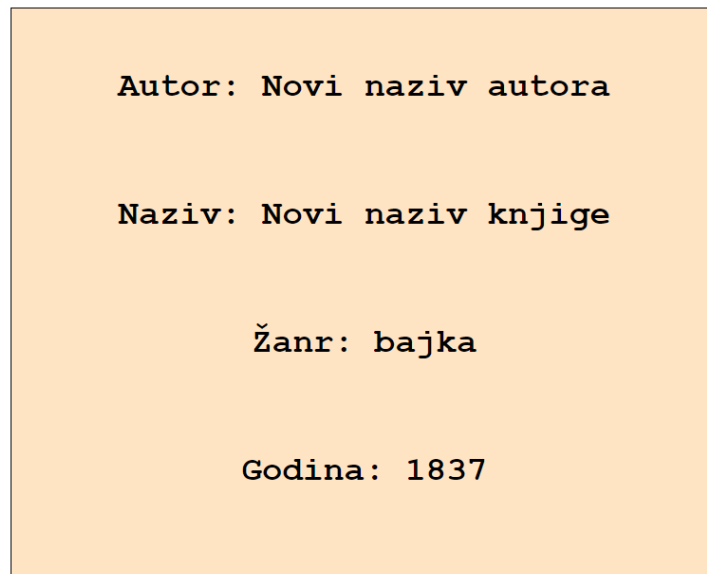 Autor: Novi naziv autora
Naziv: Novi naziv knjige
Žanr: bajka
Godina: 1837